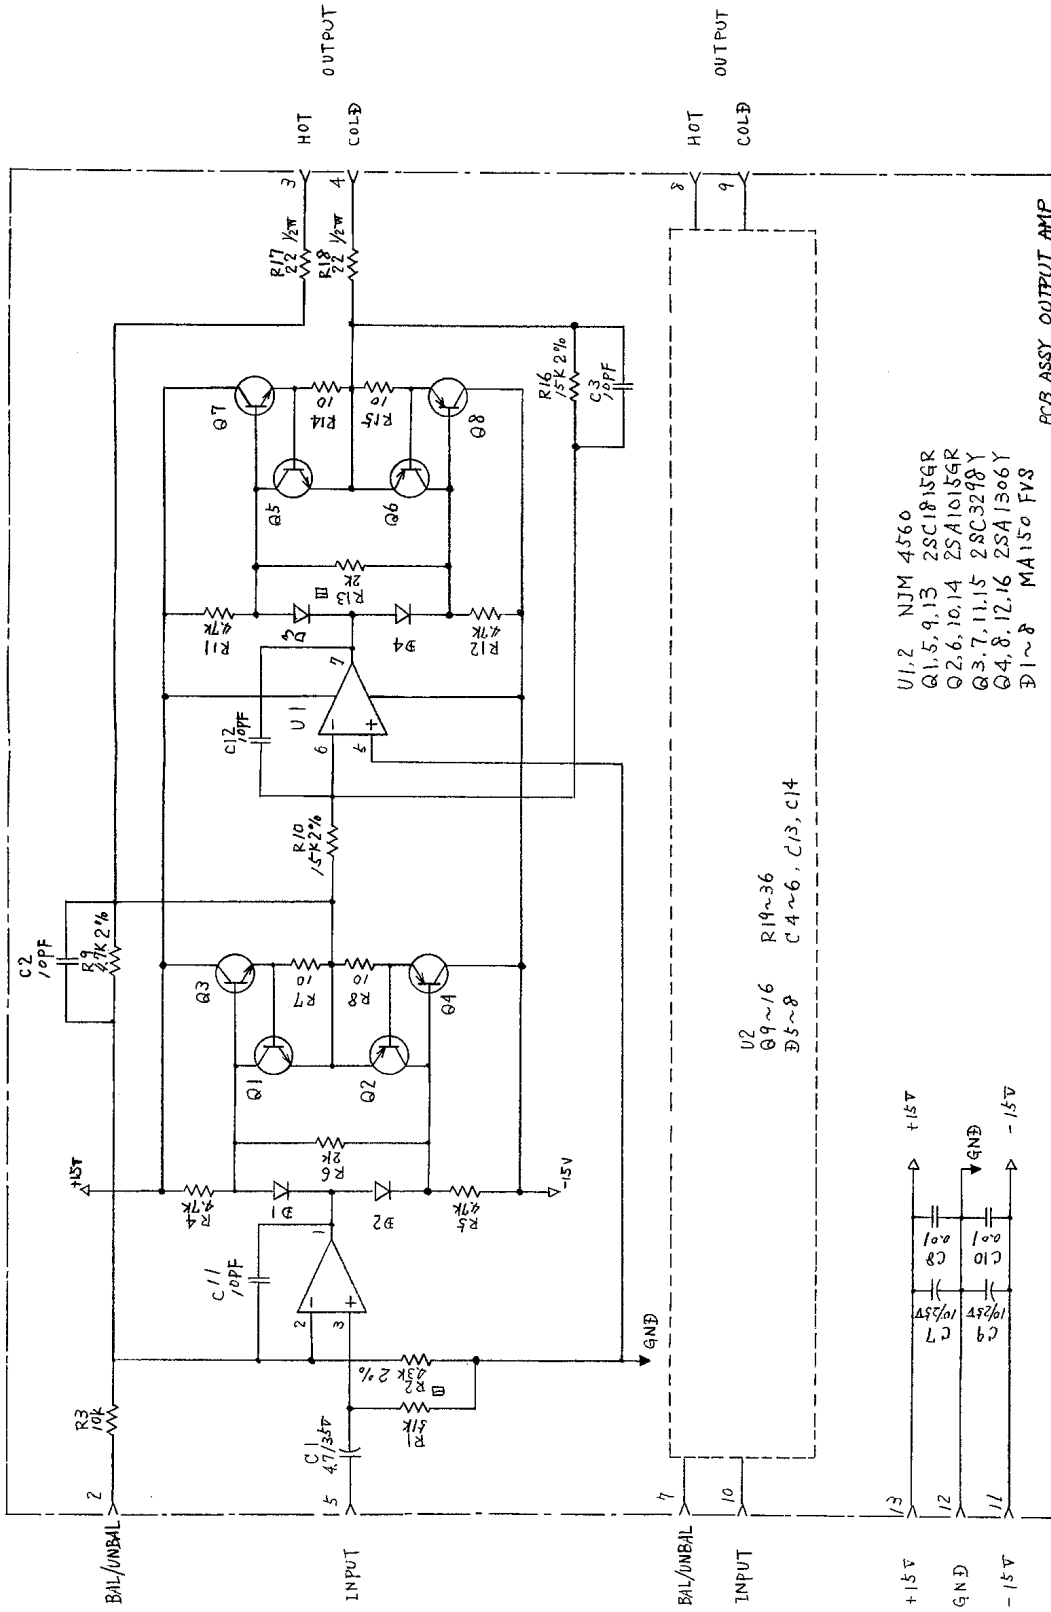 BAL/UNBAL
2
R3
10K
C2
10PF
R9
4.7K 2%
C11
10PF
+15V
R4
4.7K
D1
D2
R5
4.7K
-15V
R6
2K
Q1
Q2
Q3
Q4
R7
10
R8
10
R10
15K 2%
C12
10PF
U1
2
3
1
6
5
7
R11
4.7K
D3
D4
R12
4.7K
R13
2K
Q5
Q6
Q7
Q8
R14
10
R15
10
R16
15K 2%
C3
10PF
R17
22 1/2W
R18
22 1/2W
3
HOT
4
COLD
OUTPUT
INPUT
5
C1
4.7/35V
R1
51K
R2
4.3K 2%
GND
BAL/UNBAL
7
INPUT
10
U2
Q9~16 R19~36
D5~8 C4~6, C13, C14
8
HOT
9
COLD
OUTPUT
+15V
13
GND
12
-15V
11
C7
10/25V
C8
0.01
C9
10/25V
C10
0.01
+15V
GND
-15V
U1,2 NJM 4560
Q1,5,9,13 2SC1815GR
Q2,6,10,14 2SA1015GR
Q3,7,11,15 2SC3298Y
Q4,8,12,16 2SA1306Y
D1~8 MA150 FVS
PCB ASSY OUTPUT AMP